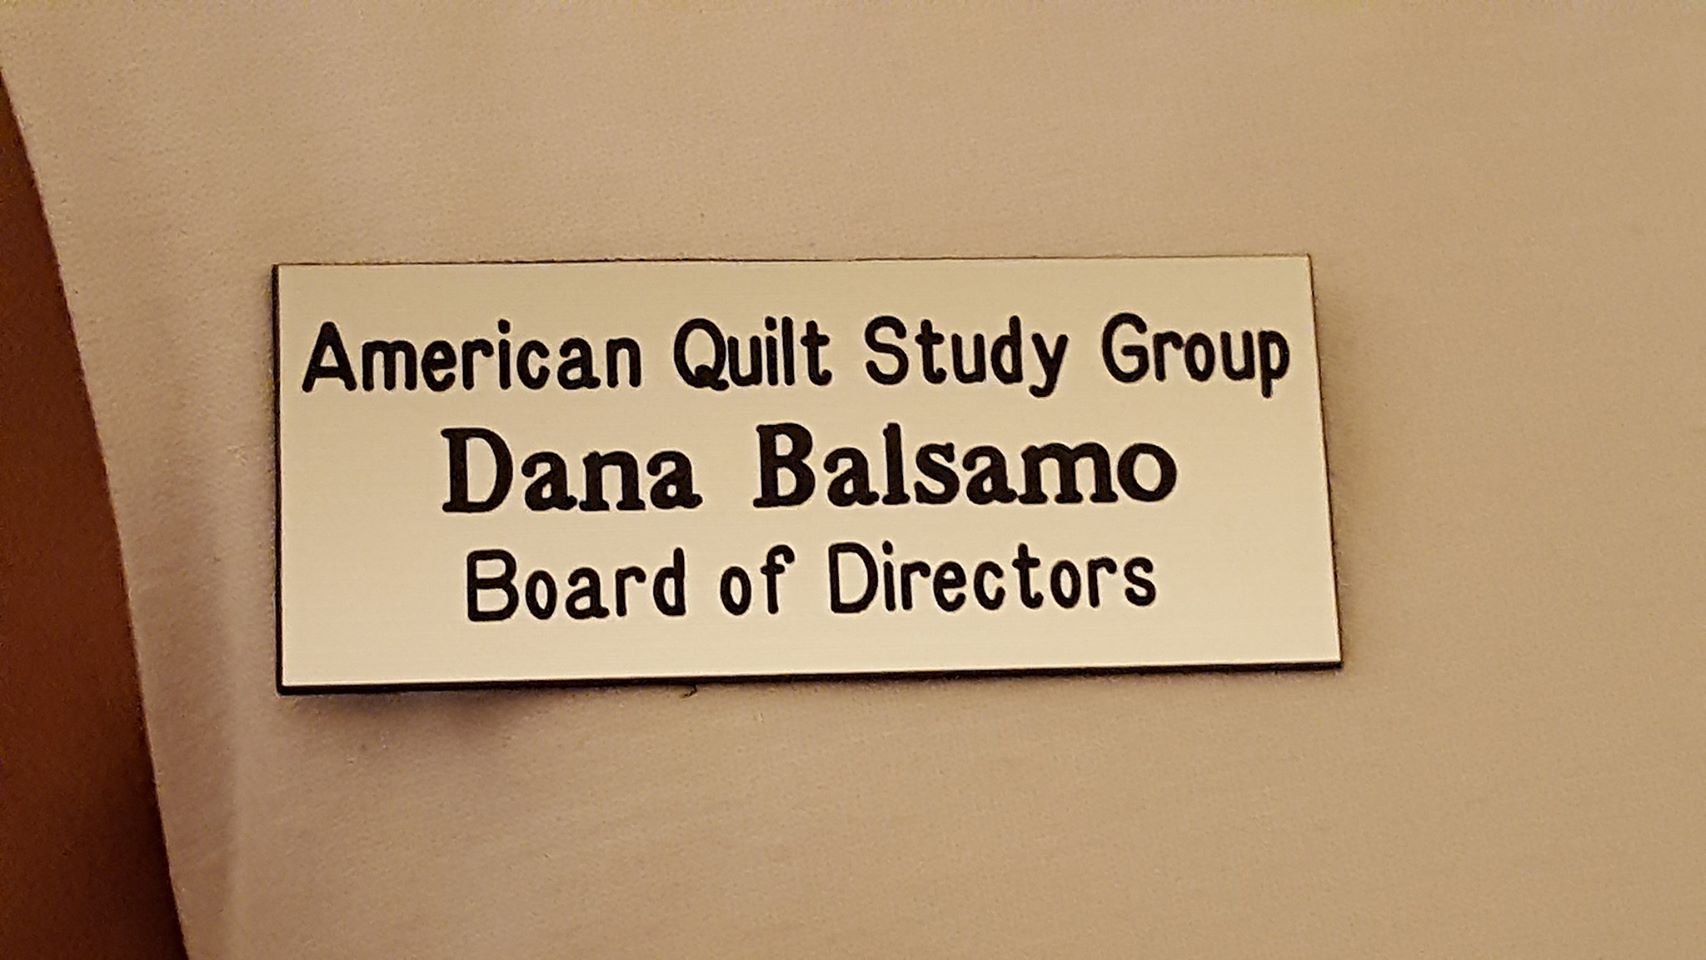 American Quilt Study Group
Dana Balsamo
Board of Directors